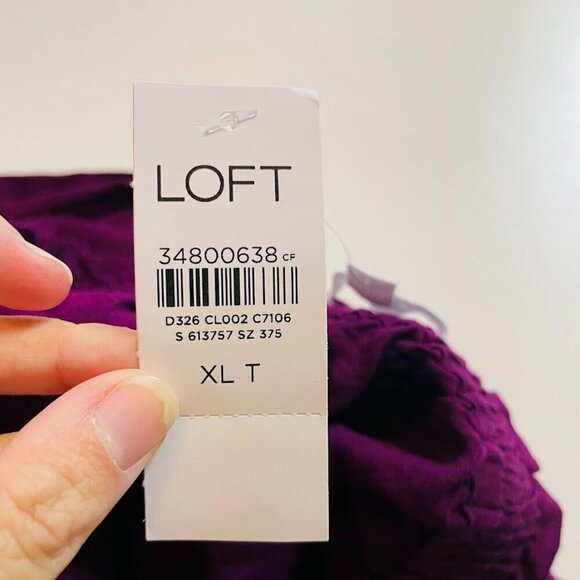 LOFT
34800638 CF
D326 CL002 C7106
S 613757 SZ 375
XL T